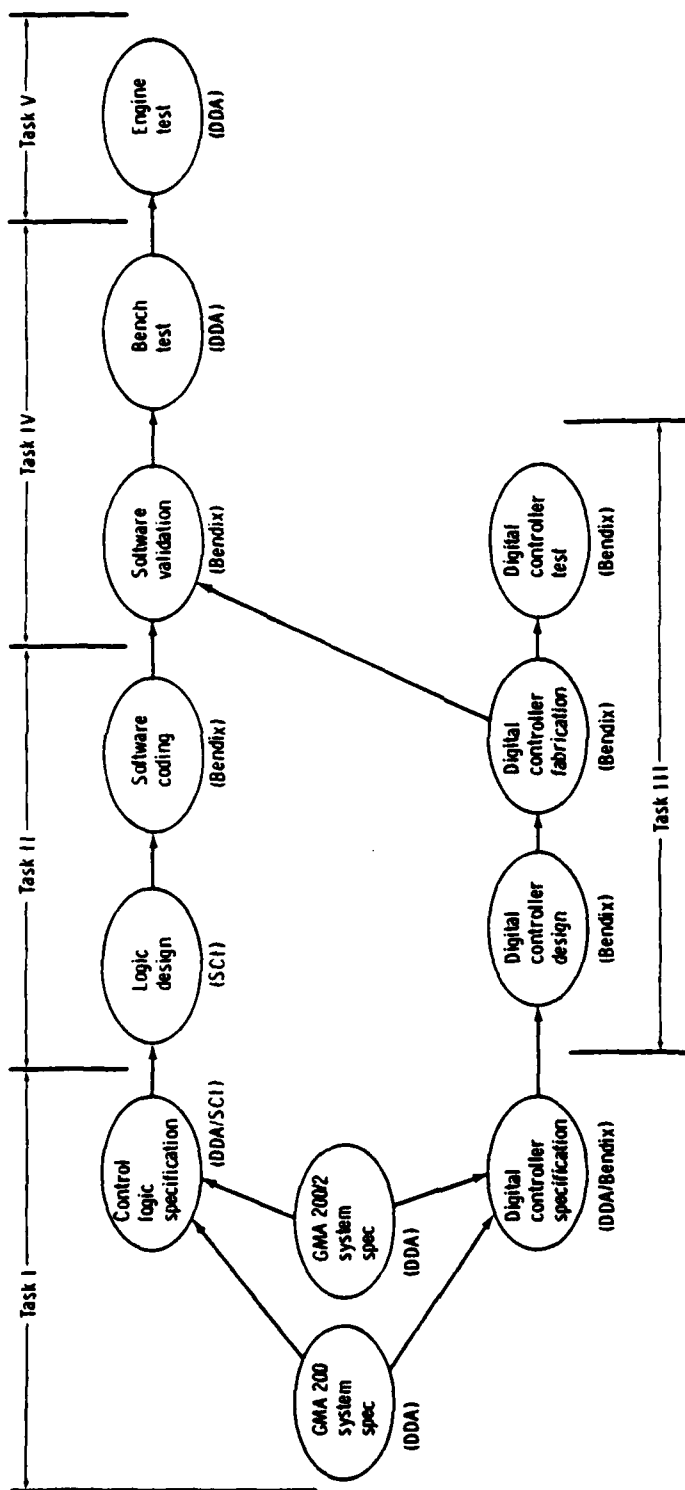 Task I
Task II
Task IV
Task V
GMA 200
system
spec
(DDA)
GMA 200/2
system
spec
(DDA)
Control
logic
specification
(DDA/SCI)
Logic
design
(SCI)
Software
coding
(Bendix)
Software
validation
(Bendix)
Bench
test
(DDA)
Engine
test
(DDA)
Digital
controller
specification
(DDA/Bendix)
Digital
controller
design
(Bendix)
Digital
controller
fabrication
(Bendix)
Digital
controller
test
(Bendix)
Task III